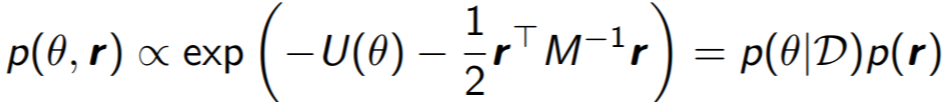 p(θ, r) ∝ exp ( −U(θ) − 1/2 r⊤ M−1 r ) = p(θ|𝒟)p(r)